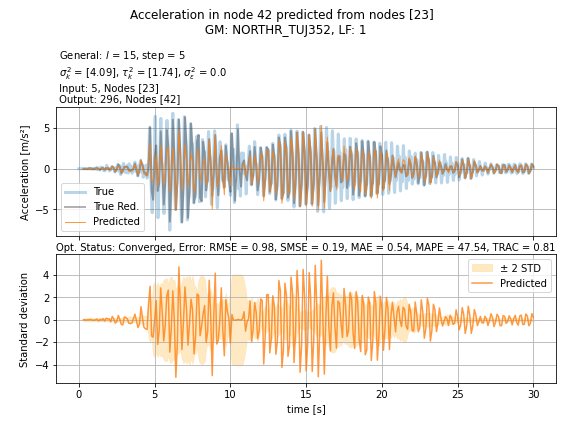 Acceleration in node 42 predicted from nodes [23]
GM: NORTHR_TUJ352, LF: 1
General: l = 15, step = 5
σ²ₖ = [4.09], τ²ₖ = [1.74], σ²ε = 0.0
Input: 5, Nodes [23]
Output: 296, Nodes [42]
Acceleration [m/s²]
5
0
−5
True
True Red.
Predicted
Opt. Status: Converged, Error: RMSE = 0.98, SMSE = 0.19, MAE = 0.54, MAPE = 47.54, TRAC = 0.81
Standard deviation
4
2
0
−2
−4
± 2 STD
Predicted
0 5 10 15 20 25 30
time [s]